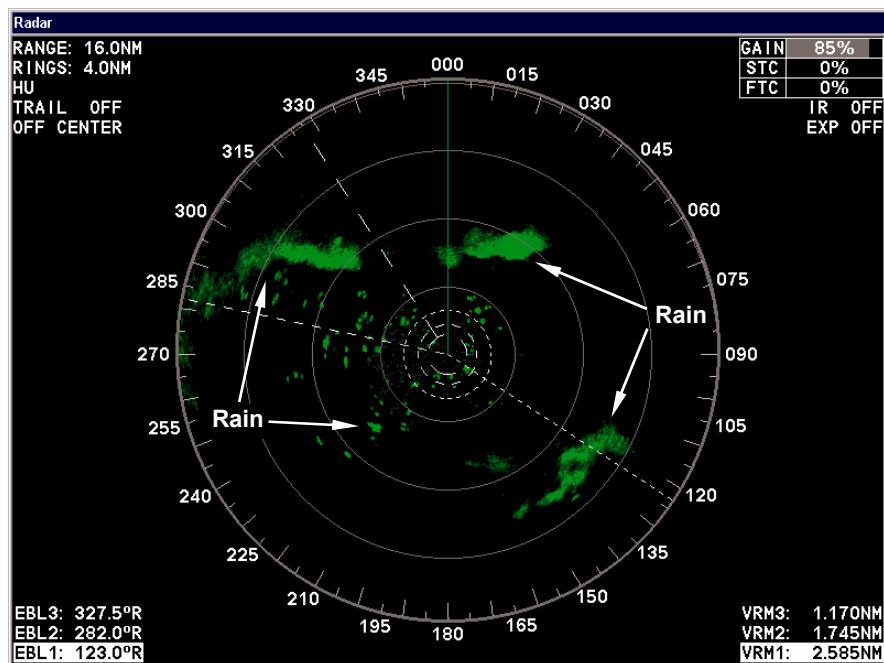 Radar
RANGE: 16.0NM
RINGS: 4.0NM
HU
TRAIL OFF
OFF CENTER
GAIN 85%
STC 0%
FTC 0%
IR OFF
EXP OFF
000
015
030
045
060
075
090
105
120
135
150
165
180
195
210
225
240
255
270
285
300
315
330
345
Rain
Rain
EBL3: 327.5ºR
EBL2: 282.0ºR
EBL1: 123.0ºR
VRM3: 1.170NM
VRM2: 1.745NM
VRM1: 2.585NM